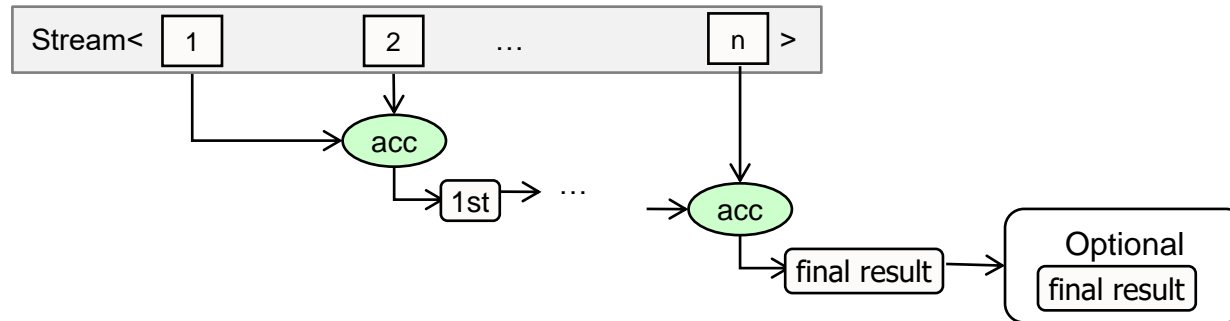 Stream< 1 2 … n >
acc
1st …
acc
final result
Optional
final result